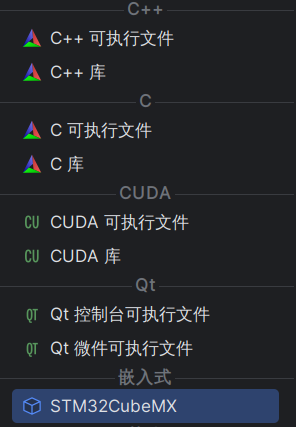 C++
C++ 可执行文件
C++ 库
C
C 可执行文件
C 库
CUDA
CU CUDA 可执行文件
CU CUDA 库
Qt
QT Qt 控制台可执行文件
QT Qt 微件可执行文件
嵌入式
STM32CubeMX